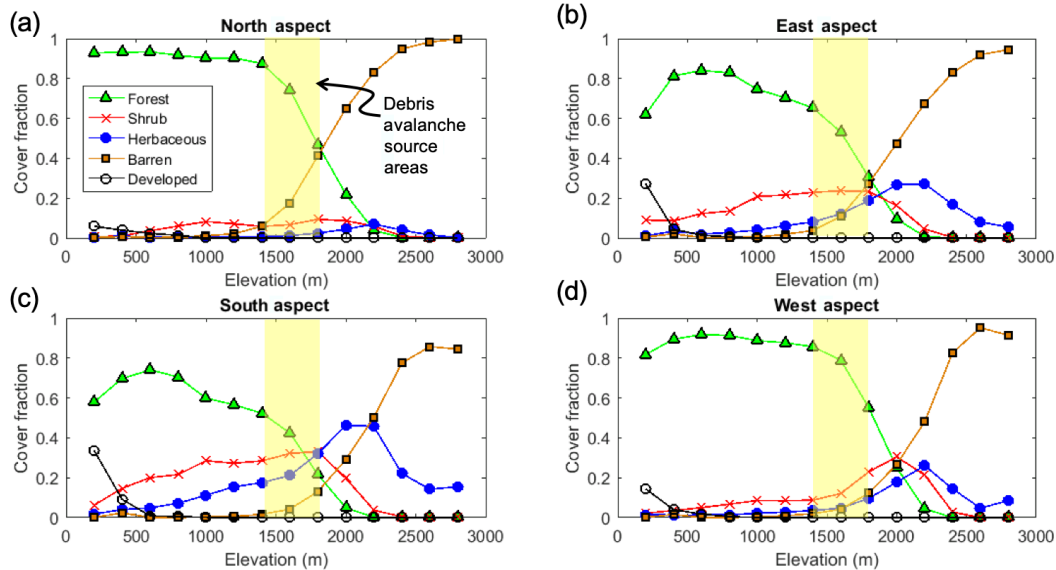 (a)
North aspect
1
0.8
0.6
0.4
0.2
0
Cover fraction
Forest
Shrub
Herbaceous
Barren
Developed
Debris
avalanche
source
areas
0 500 1000 1500 2000 2500 3000
Elevation (m)
(b)
East aspect
1
0.8
0.6
0.4
0.2
0
Cover fraction
0 500 1000 1500 2000 2500 3000
Elevation (m)
(c)
South aspect
1
0.8
0.6
0.4
0.2
0
Cover fraction
0 500 1000 1500 2000 2500 3000
Elevation (m)
(d)
West aspect
1
0.8
0.6
0.4
0.2
0
Cover fraction
0 500 1000 1500 2000 2500 3000
Elevation (m)